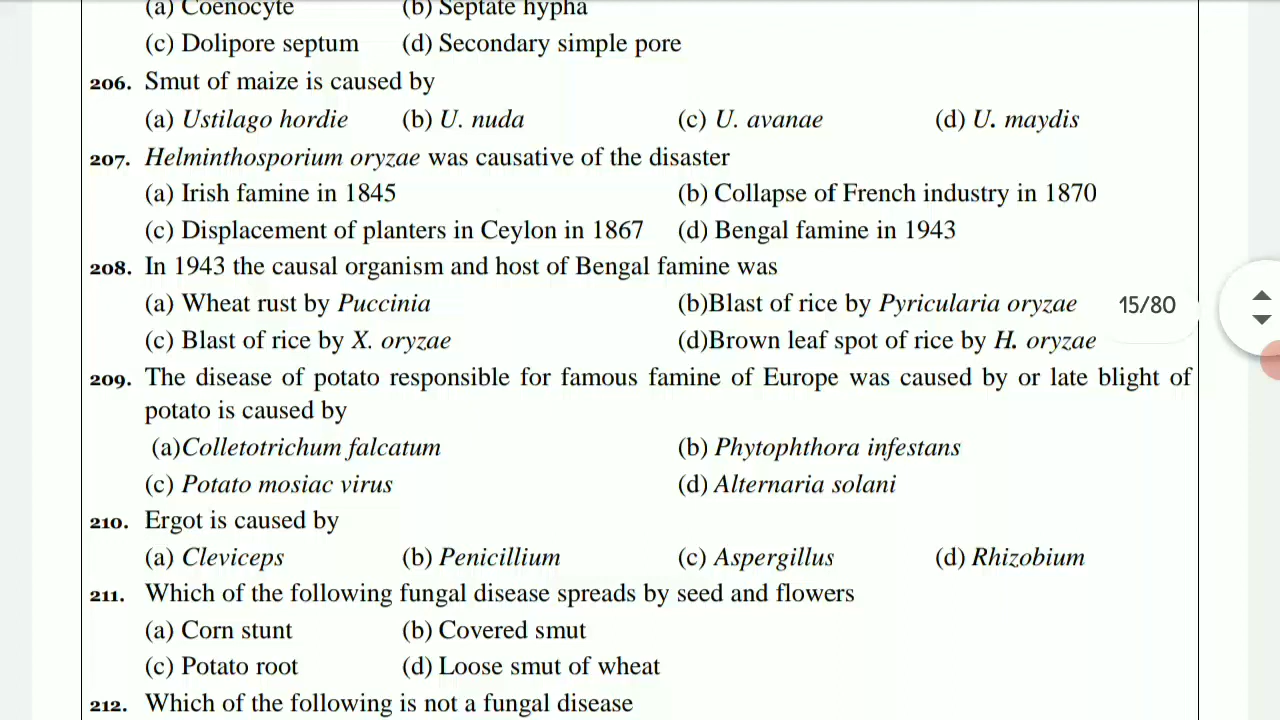 (a) Coenocyte (b) Septate hypha
(c) Dolipore septum (d) Secondary simple pore
206. Smut of maize is caused by
(a) Ustilago hordie (b) U. nuda (c) U. avanae (d) U. maydis
207. Helminthosporium oryzae was causative of the disaster
(a) Irish famine in 1845 (b) Collapse of French industry in 1870
(c) Displacement of planters in Ceylon in 1867 (d) Bengal famine in 1943
208. In 1943 the causal organism and host of Bengal famine was
(a) Wheat rust by Puccinia (b)Blast of rice by Pyricularia oryzae 15/80
(c) Blast of rice by X. oryzae (d)Brown leaf spot of rice by H. oryzae
209. The disease of potato responsible for famous famine of Europe was caused by or late blight of
potato is caused by
(a)Colletotrichum falcatum (b) Phytophthora infestans
(c) Potato mosiac virus (d) Alternaria solani
210. Ergot is caused by
(a) Cleviceps (b) Penicillium (c) Aspergillus (d) Rhizobium
211. Which of the following fungal disease spreads by seed and flowers
(a) Corn stunt (b) Covered smut
(c) Potato root (d) Loose smut of wheat
212. Which of the following is not a fungal disease